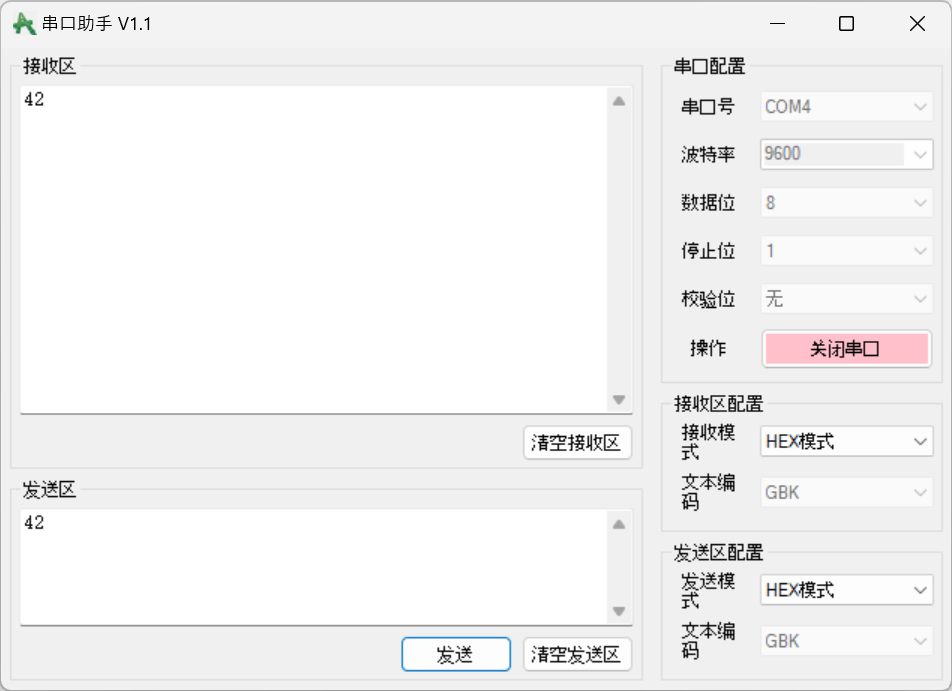 串口助手 V1.1
接收区
42
清空接收区
发送区
42
发送
清空发送区
串口配置
串口号 COM4
波特率 9600
数据位 8
停止位 1
校验位 无
操作 关闭串口
接收区配置
接收模
式
HEX模式
文本编
码
GBK
发送区配置
发送模
式
HEX模式
文本编
码
GBK